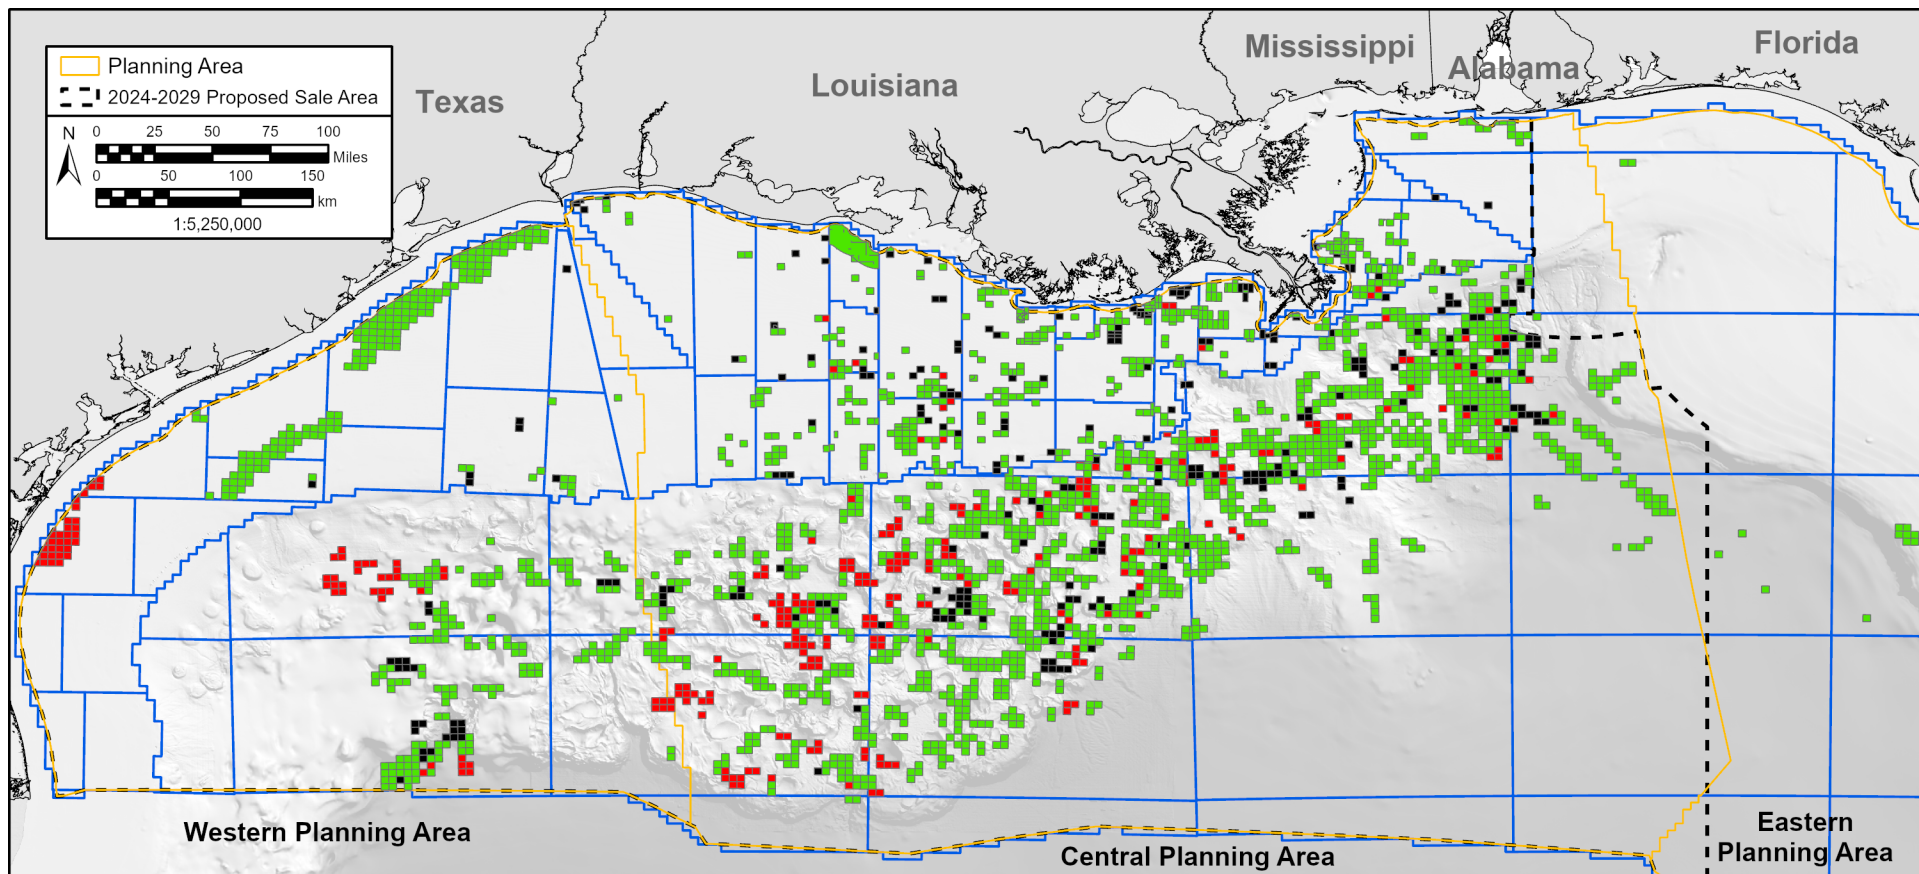 Planning Area
2024-2029 Proposed Sale Area
N
0 25 50 75 100
Miles
0 50 100 150
km
1:5,250,000
Texas
Louisiana
Mississippi
Alabama
Florida
Western Planning Area
Central Planning Area
Eastern
Planning Area